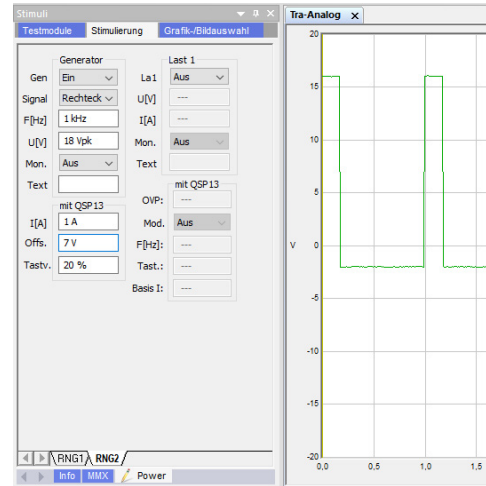 Stimuli
Testmodule Stimulierung Grafik-/Bildauswahl
Generator
Gen Ein
Signal Rechteck
F[Hz] 1 kHz
U[V] 18 Vpk
Mon. Aus
Text
mit QSP13
I[A] 1 A
Offs. 7 V
Tastv. 20 %
Last 1
La1 Aus
U[V] ---
I[A] ---
Mon. Aus
Text
mit QSP13
OVP: ---
Mod. Aus
F[Hz]: ---
Tast.: ---
Basis I: ---
RNG1 RNG2
Info MMX Power
Tra-Analog x
20
15
10
5
V 0
-5
-10
-15
-20
0,0 0,5 1,0 1,5